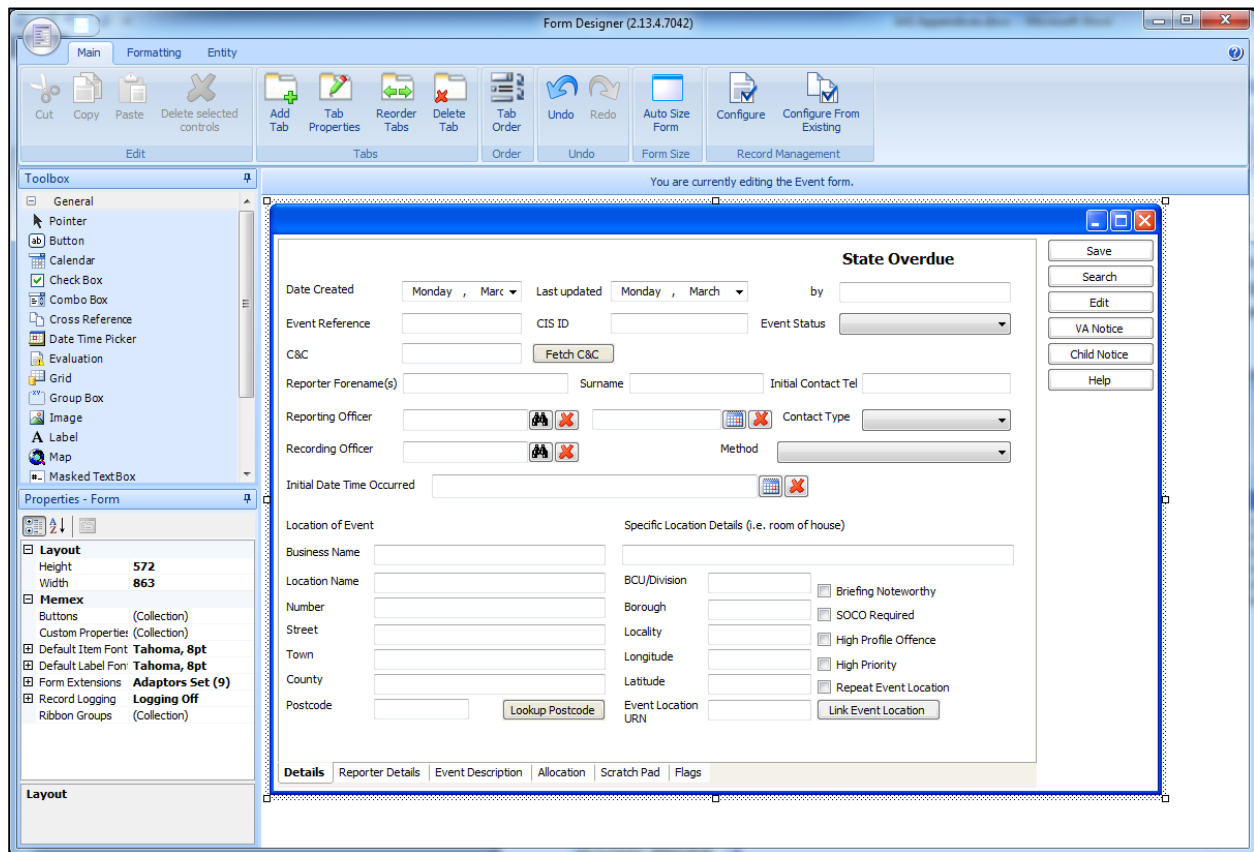 Form Designer (2.13.4.7042)
Main Formatting Entity
Cut Copy Paste Delete selected controls
Add Tab Tab Properties Reorder Tabs Delete Tab
Tab Order
Undo Redo
Auto Size Form
Configure Configure From Existing
Edit Tabs Order Undo Form Size Record Management
Toolbox
General
Pointer
Button
Calendar
Check Box
Combo Box
Cross Reference
Date Time Picker
Evaluation
Grid
Group Box
Image
Label
Map
Masked TextBox
Properties - Form
Layout
Height 572
Width 863
Memex
Buttons (Collection)
Custom Properties (Collection)
Default Item Font Tahoma, 8pt
Default Label Font Tahoma, 8pt
Form Extensions Adaptors Set (9)
Record Logging Logging Off
Ribbon Groups (Collection)
Layout
You are currently editing the Event form.
State Overdue
Date Created Monday , Marc Last updated Monday , March by
Event Reference CIS ID Event Status
C&C Fetch C&C
Reporter Forename(s) Surname Initial Contact Tel
Reporting Officer Contact Type
Recording Officer Method
Initial Date Time Occurred
Location of Event Specific Location Details (i.e. room of house)
Business Name
Location Name BCU/Division Briefing Noteworthy
Number Borough SOCO Required
Street Locality High Profile Offence
Town Longitude High Priority
County Latitude Repeat Event Location
Postcode Lookup Postcode Event Location URN Link Event Location
Details Reporter Details Event Description Allocation Scratch Pad Flags
Save
Search
Edit
VA Notice
Child Notice
Help